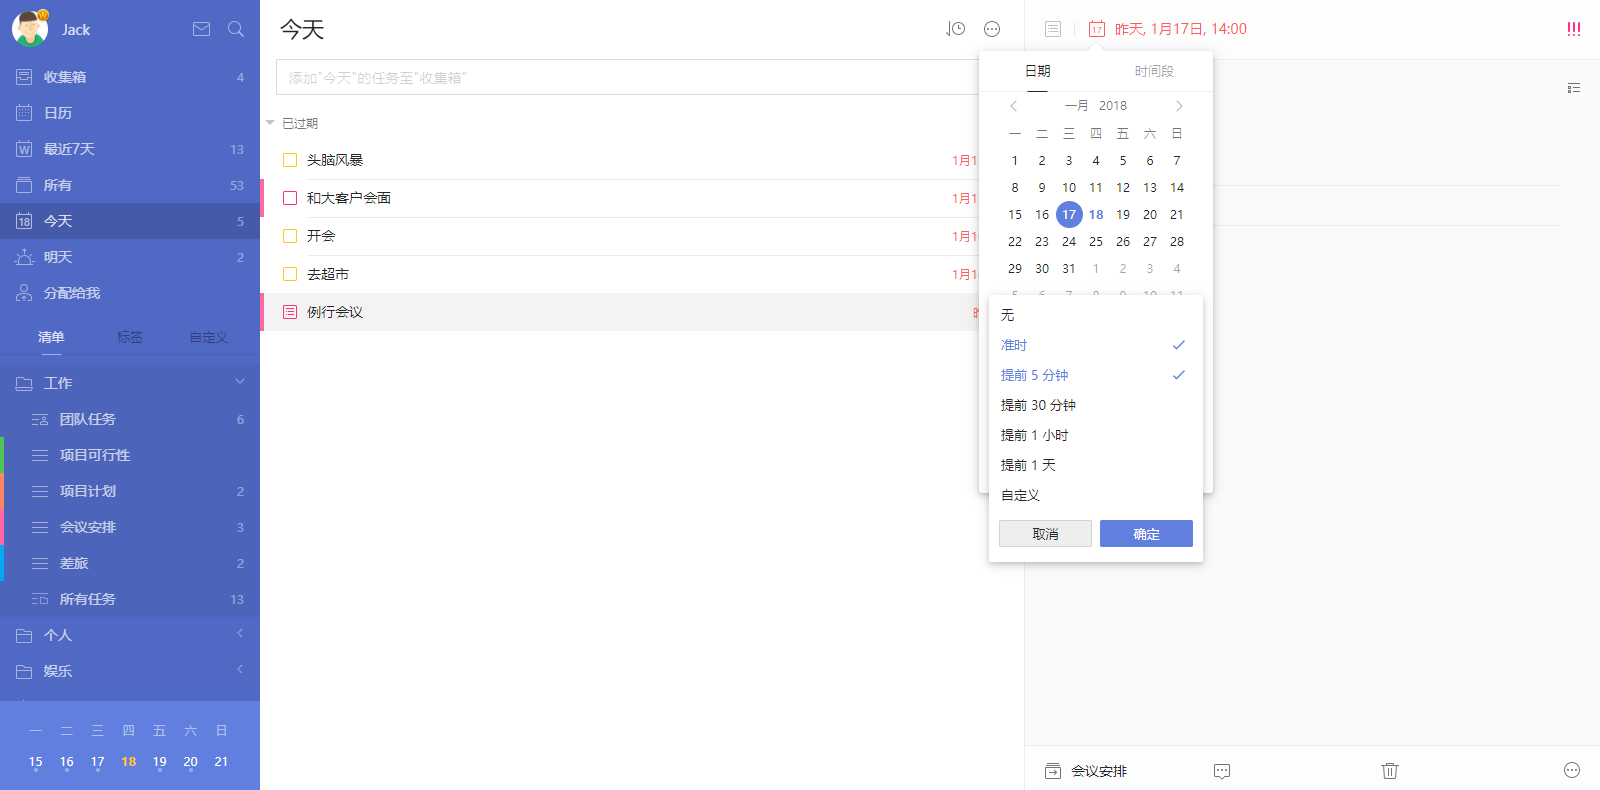 Jack
收集箱 4
日历
最近7天 13
所有 53
18 今天 5
明天 2
分配给我
清单 标签 自定义
工作
团队任务 6
项目可行性
项目计划 2
会议安排 3
差旅 2
所有任务 13
个人
娱乐
一 二 三 四 五 六 日
15 16 17 18 19 20 21
今天
添加"今天"的任务至"收集箱"
已过期
头脑风暴 1月1
和大客户会面 1月1
开会 1月1
去超市 1月1
例行会议
17 昨天, 1月17日, 14:00
!!!
日期 时间段
一月 2018
一 二 三 四 五 六 日
1 2 3 4 5 6 7
8 9 10 11 12 13 14
15 16 17 18 19 20 21
22 23 24 25 26 27 28
29 30 31 1 2 3 4
5 6 7 8 9 10 11
无
准时
提前 5 分钟
提前 30 分钟
提前 1 小时
提前 1 天
自定义
取消 确定
会议安排